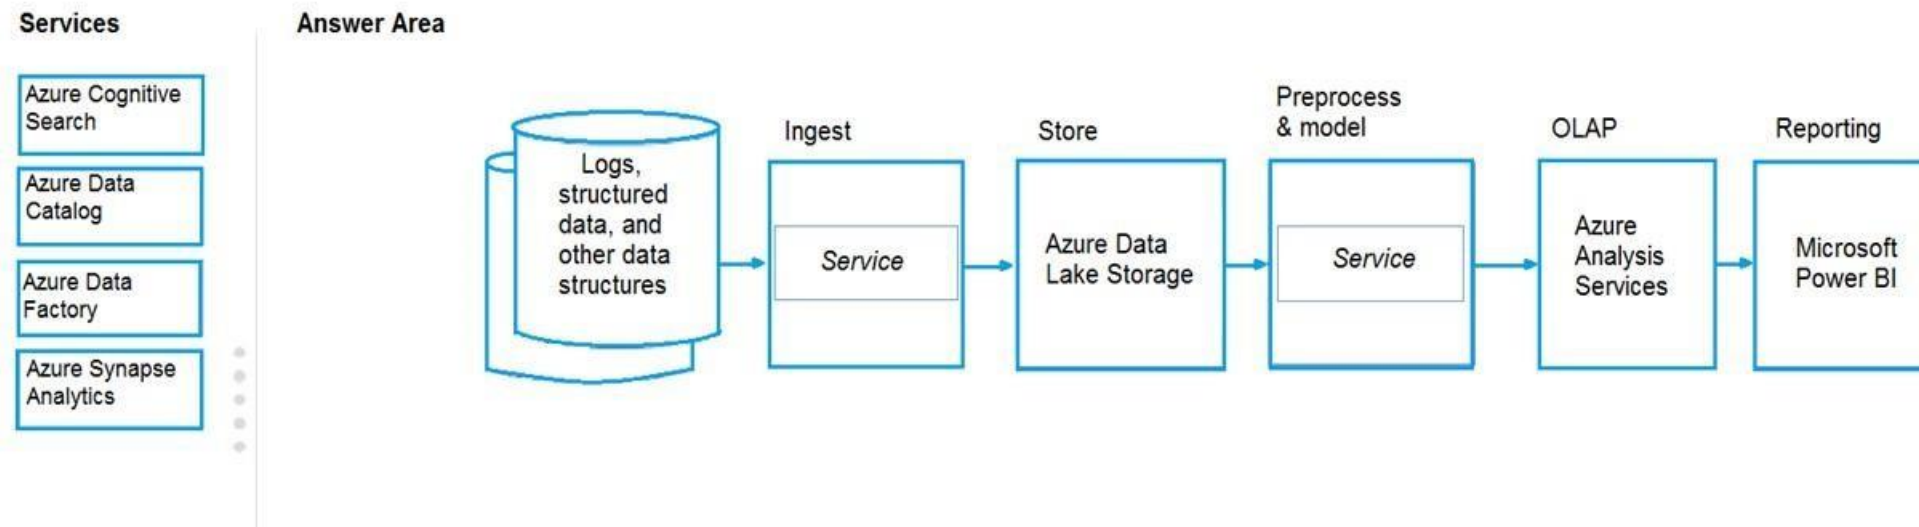 Services
Azure Cognitive
Search
Azure Data
Catalog
Azure Data
Factory
Azure Synapse
Analytics
Answer Area
Logs,
structured
data, and
other data
structures
Ingest
Service
Store
Azure Data
Lake Storage
Preprocess
& model
Service
OLAP
Azure
Analysis
Services
Reporting
Microsoft
Power BI